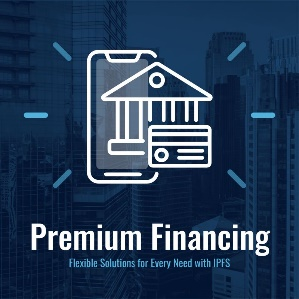 Premium Financing
Flexible Solutions for Every Need with IPFS